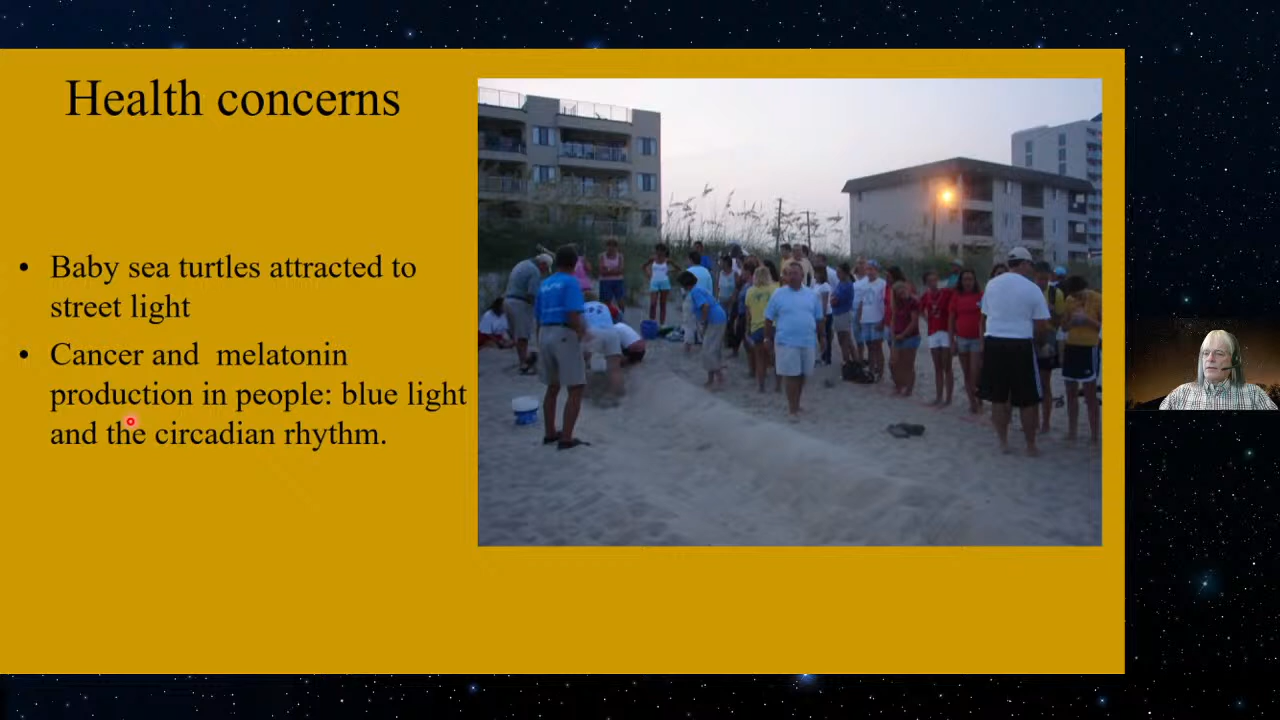 Health concerns
• Baby sea turtles attracted to
street light
• Cancer and  melatonin
production in people: blue light
and the circadian rhythm.